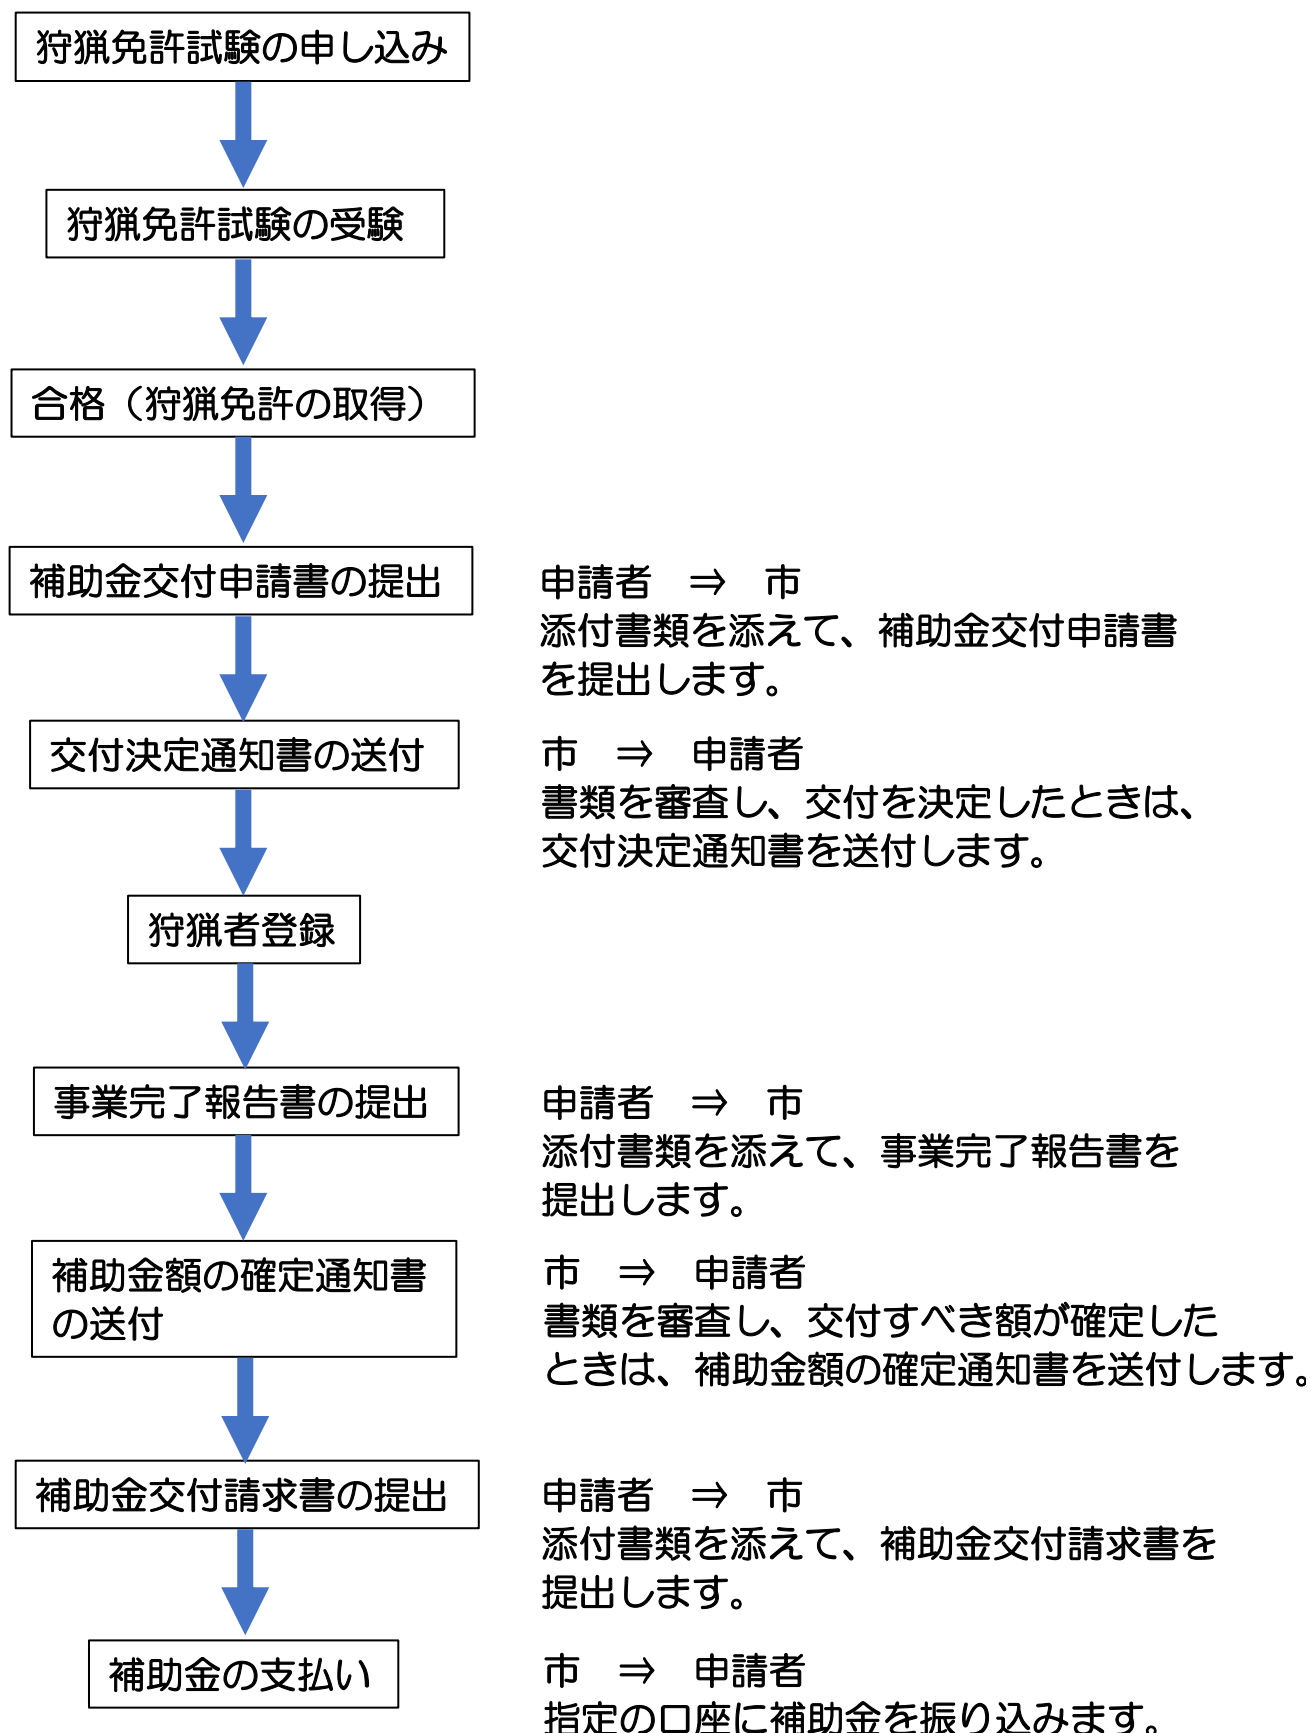 狩猟免許試験の申し込み
狩猟免許試験の受験
合格（狩猟免許の取得）
補助金交付申請書の提出
申請者　⇒　市
添付書類を添えて、補助金交付申請書
を提出します。
交付決定通知書の送付
市　⇒　申請者
書類を審査し、交付を決定したときは、
交付決定通知書を送付します。
狩猟者登録
事業完了報告書の提出
申請者　⇒　市
添付書類を添えて、事業完了報告書を
提出します。
補助金額の確定通知書
の送付
市　⇒　申請者
書類を審査し、交付すべき額が確定した
ときは、補助金額の確定通知書を送付します。
補助金交付請求書の提出
申請者　⇒　市
添付書類を添えて、補助金交付請求書を
提出します。
補助金の支払い
市　⇒　申請者
指定の口座に補助金を振り込みます。